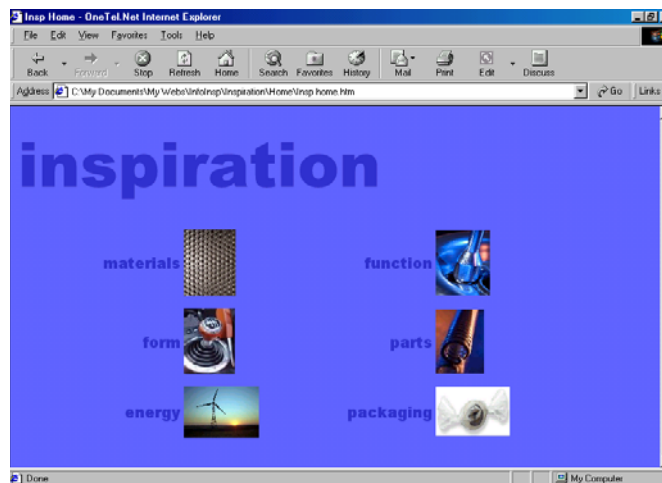 Insp Home - OneTel.Net Internet Explorer
File Edit View Favorites Tools Help
Back Forward Stop Refresh Home Search Favorites History Mail Print Edit Discuss
Address C:\My Documents\My Webs\InfoInsp\Inspiration\Home\Insp home.htm Go Links
inspiration
materials function
form parts
energy packaging
Done My Computer